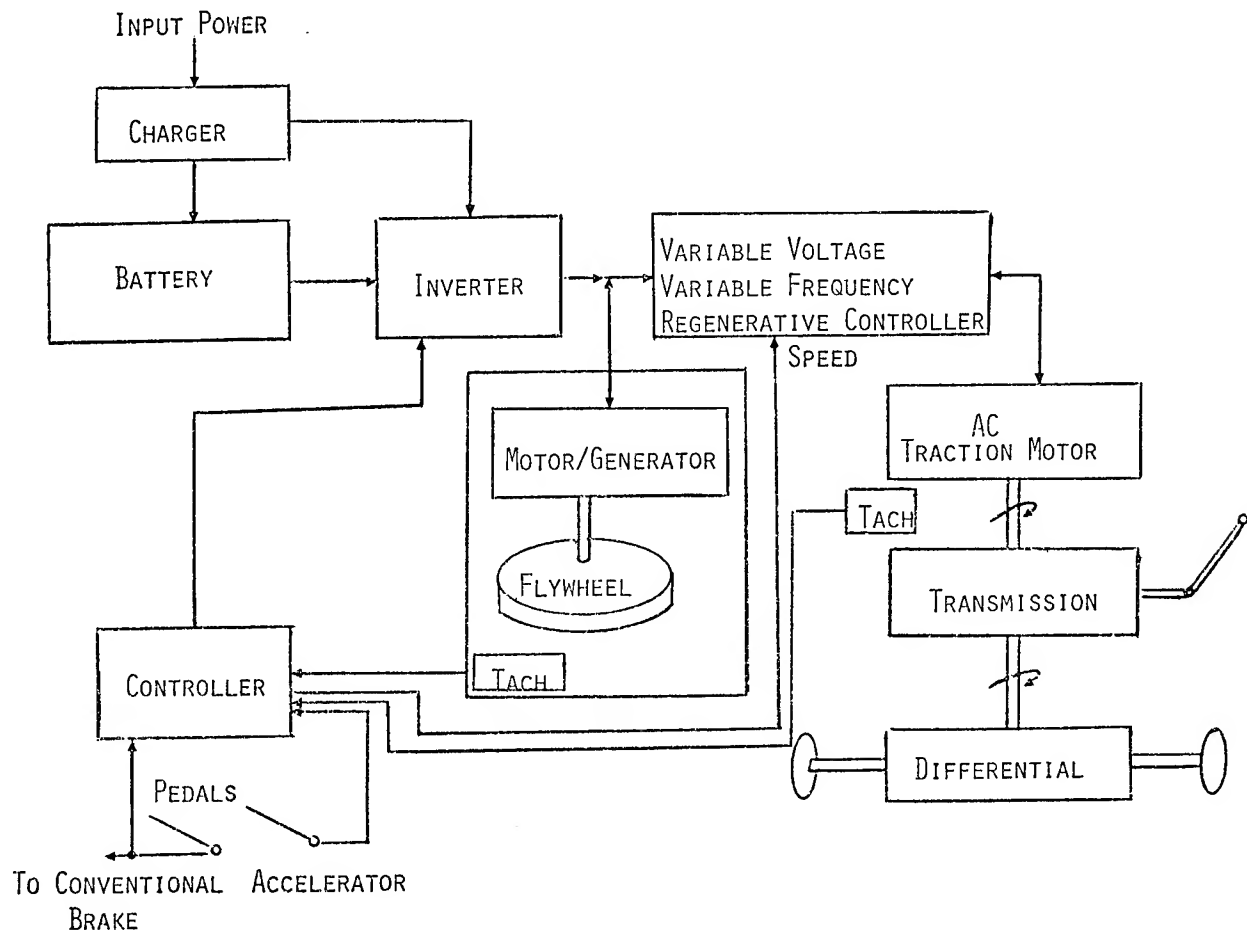 INPUT POWER
CHARGER
BATTERY
INVERTER
VARIABLE VOLTAGE
VARIABLE FREQUENCY
REGENERATIVE CONTROLLER
SPEED
MOTOR/GENERATOR
FLYWHEEL
TACH
AC
TRACTION MOTOR
TACH
TRANSMISSION
CONTROLLER
DIFFERENTIAL
PEDALS
TO CONVENTIONAL
BRAKE
ACCELERATOR